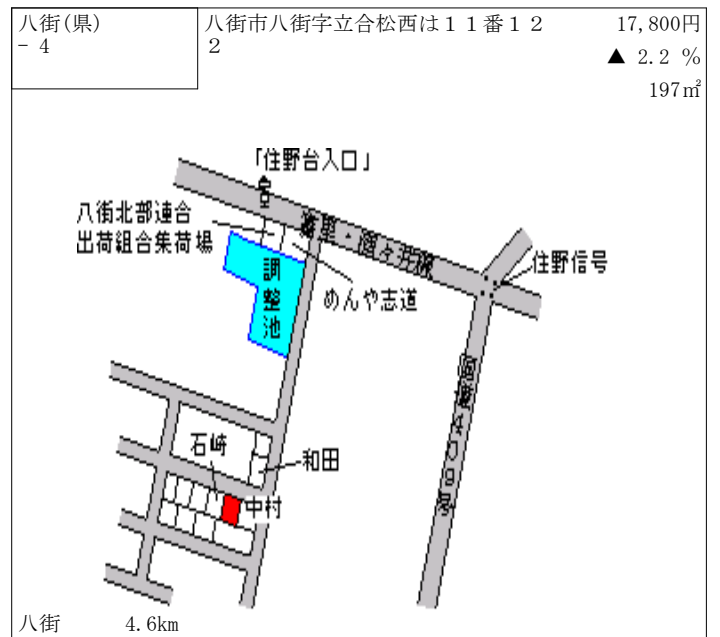 八街(県)
－４
八街市八街字立合松西は１１番１２
２
17,800円
▲ 2.2 %
197㎡
「住野台入口」
八街北部連合
出荷組合集荷場
調整池
めんや志道
住野信号
石崎
和田
中村
八街 4.6km